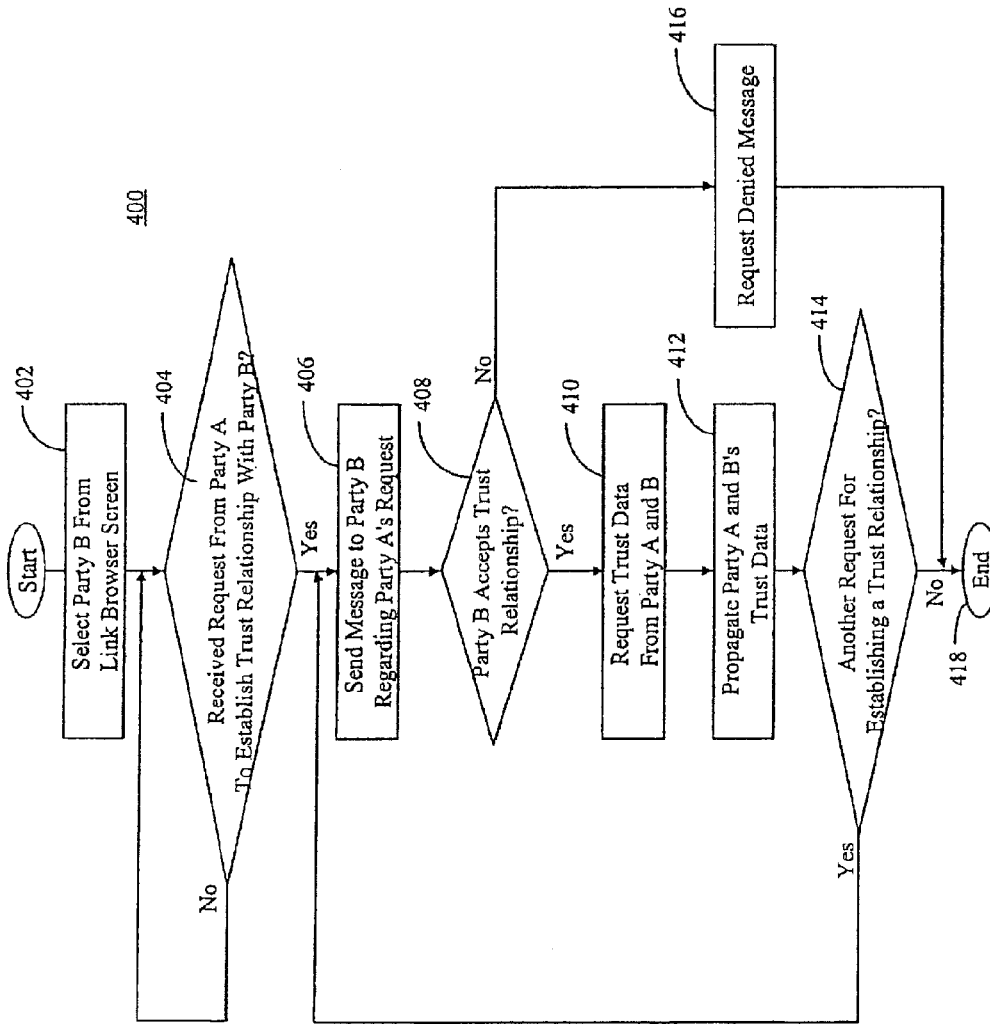 400
Start
402
Select Party B From
Link Browser Screen
404
Received Request From Party A
To Establish Trust Relationship With Party B?
No
Yes
406
Send Message to Party B
Regarding Party A's Request
408
Party B Accepts Trust
Relationship?
No
Yes
410
Request Trust Data
From Party A and B
416
Request Denied Message
412
Propagate Party A and B's
Trust Data
414
Another Request For
Establishing a Trust Relationship?
Yes
No
418
End